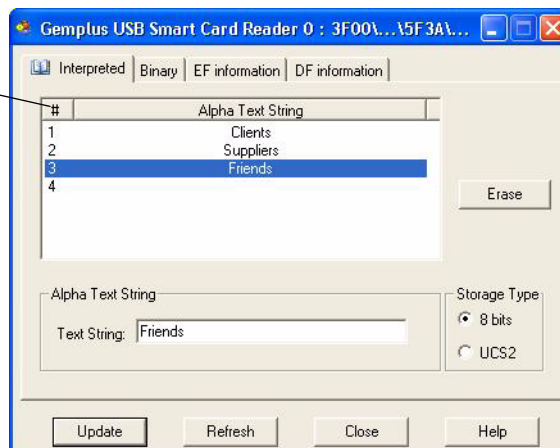 Gemplus USB Smart Card Reader 0 : 3F00\...\5F3A\...
Interpreted Binary EF information DF information
# Alpha Text String
1 Clients
2 Suppliers
3 Friends
4
Erase
Alpha Text String
Text String: Friends
Storage Type
8 bits
UCS2
Update Refresh Close Help